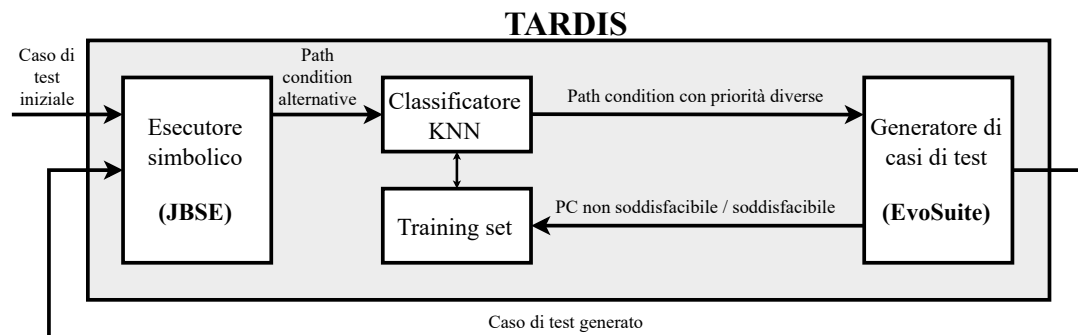 TARDIS
Caso di
test
iniziale
Path
condition
alternative
Esecutore
simbolico
(JBSE)
Classificatore
KNN
Path condition con priorità diverse
Generatore di
casi di test
(EvoSuite)
Training set
PC non soddisfacibile / soddisfacibile
Caso di test generato